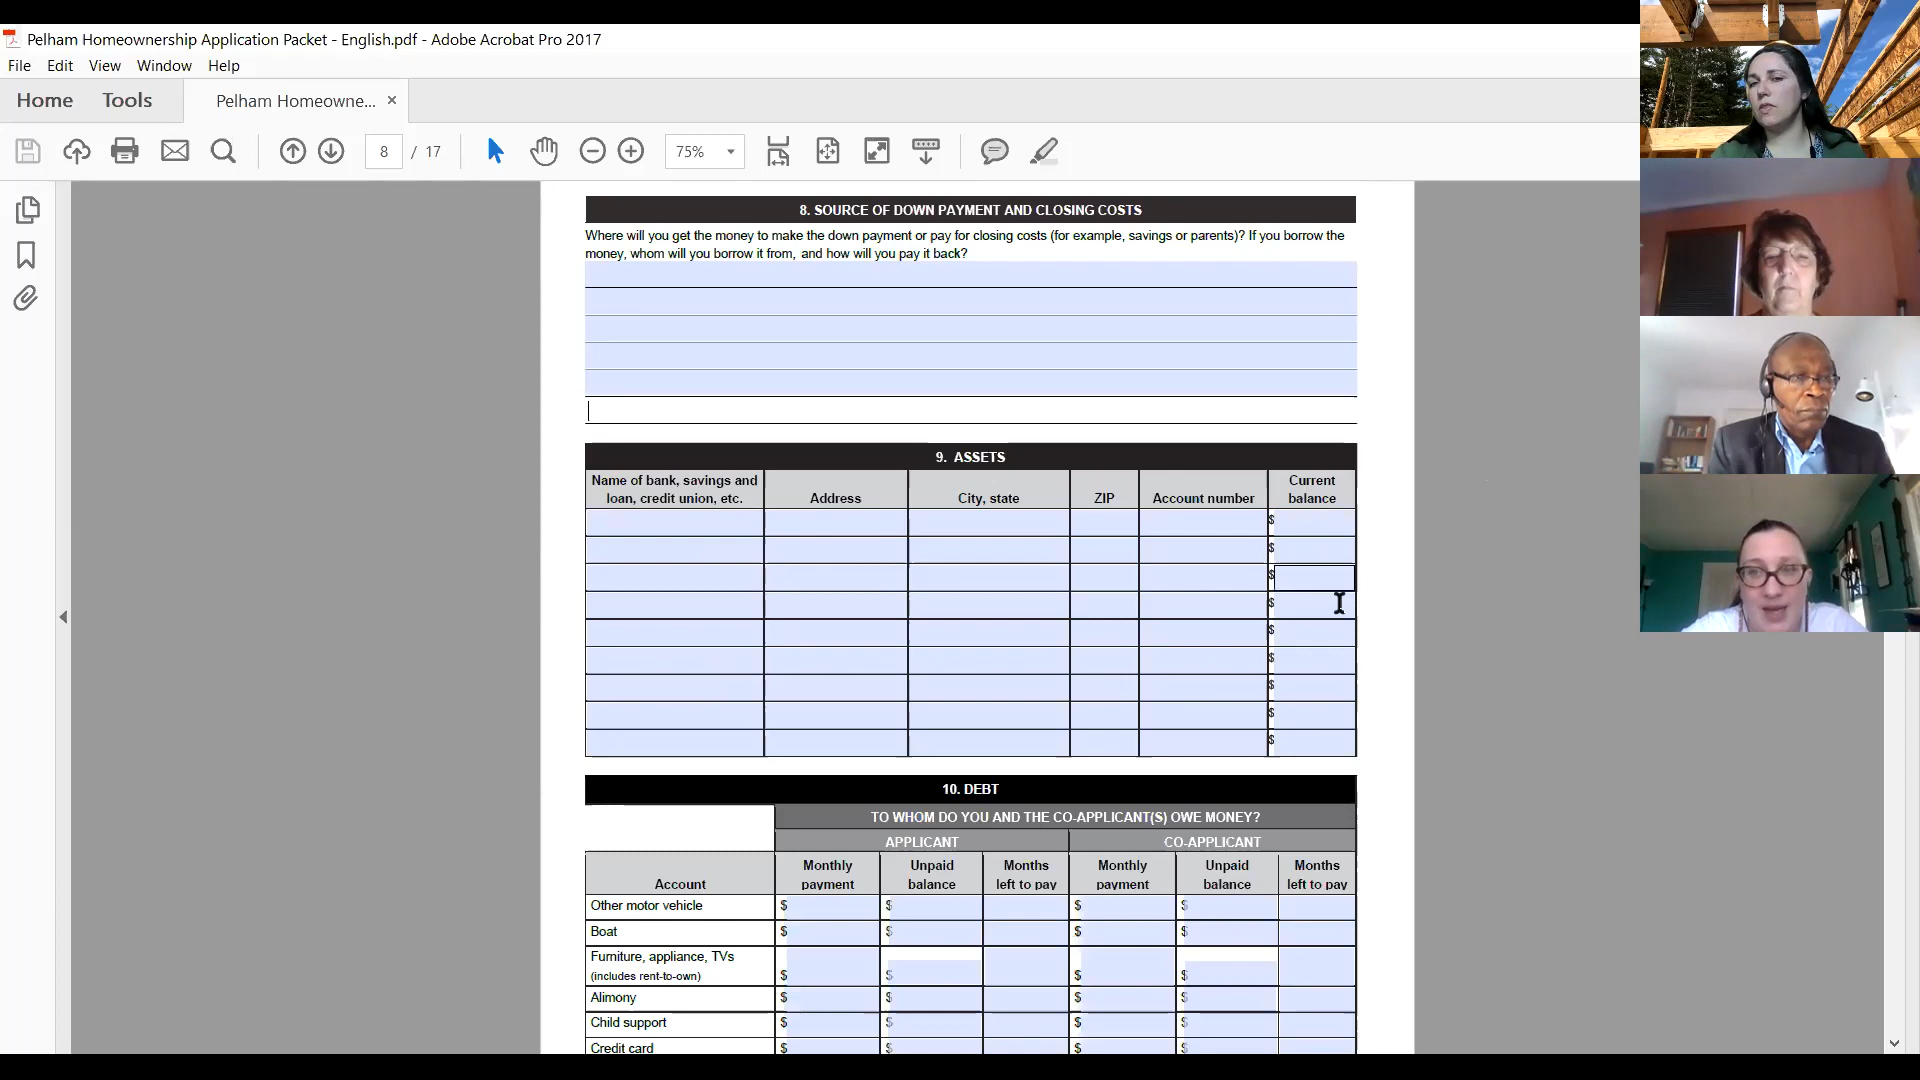 Pelham Homeownership Application Packet - English.pdf - Adobe Acrobat Pro 2017
File Edit View Window Help
Home Tools Pelham Homeowne... ×
8 / 17 75%
8. SOURCE OF DOWN PAYMENT AND CLOSING COSTS
Where will you get the money to make the down payment or pay for closing costs (for example, savings or parents)? If you borrow the
money, whom will you borrow it from, and how will you pay it back?
9. ASSETS
Name of bank, savings and loan, credit union, etc. Address City, state ZIP Account number Current balance
$
$
$
$
$
$
$
$
$
10. DEBT
TO WHOM DO YOU AND THE CO-APPLICANT(S) OWE MONEY?
APPLICANT CO-APPLICANT
Account Monthly payment Unpaid balance Months left to pay Monthly payment Unpaid balance Months left to pay
Other motor vehicle $ $ $ $
Boat $ $ $ $
Furniture, appliance, TVs
(includes rent-to-own) $ $ $ $
Alimony $ $ $ $
Child support $ $ $ $
Credit card $ $ $ $